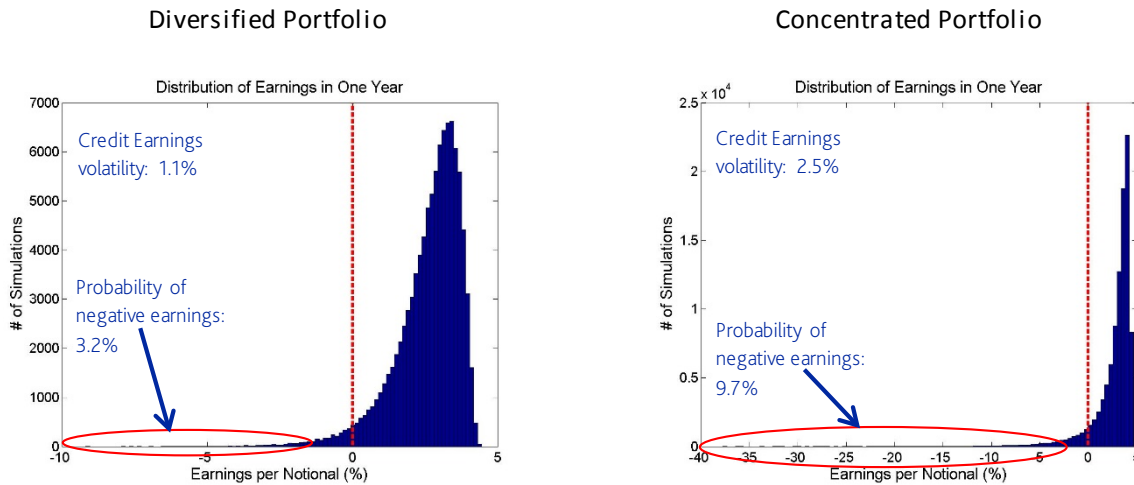 Diversified Portfolio
Distribution of Earnings in One Year
7000
6000
5000
4000
3000
2000
1000
0
# of Simulations
Credit Earnings
volatility: 1.1%
Probability of
negative earnings:
3.2%
-10
-5
0
5
Earnings per Notional (%)
Concentrated Portfolio
Distribution of Earnings in One Year
x 10^4
2.5
2
1.5
1
0.5
0
# of Simulations
Credit Earnings
volatility: 2.5%
Probability of
negative earnings:
9.7%
-40
-35
-30
-25
-20
-15
-10
-5
0
Earnings per Notional (%)